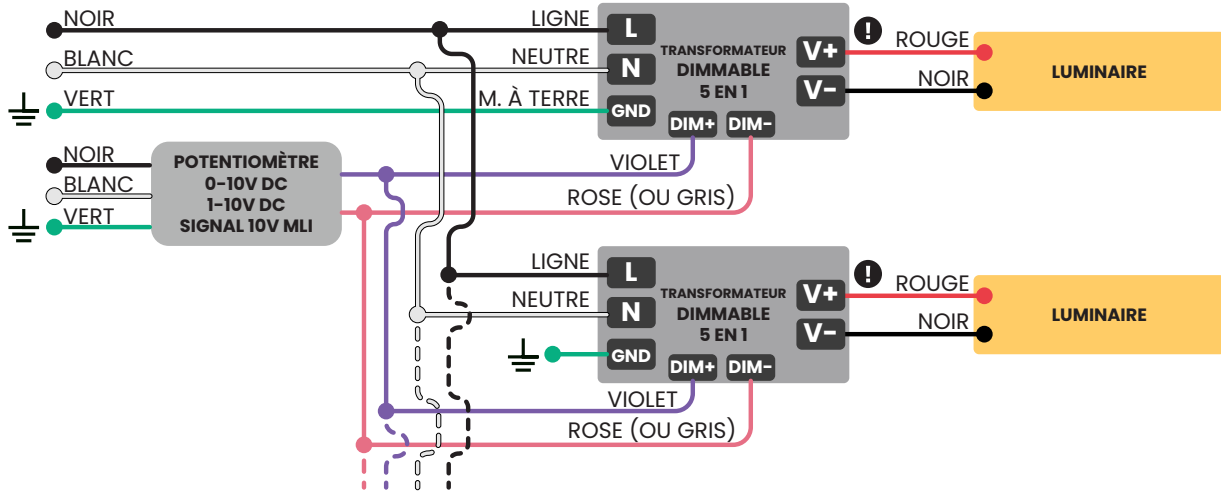 NOIR
LIGNE
L
BLANC
NEUTRE
N
VERT
M. À TERRE
GND
TRANSFORMATEUR
DIMMABLE
5 EN 1
DIM+ DIM-
V+
V-
!
ROUGE
NOIR
LUMINAIRE
NOIR
BLANC
VERT
POTENTIOMÈTRE
0-10V DC
1-10V DC
SIGNAL 10V MLI
VIOLET
ROSE (OU GRIS)
LIGNE
L
NEUTRE
N
GND
TRANSFORMATEUR
DIMMABLE
5 EN 1
DIM+ DIM-
V+
V-
!
ROUGE
NOIR
LUMINAIRE
VIOLET
ROSE (OU GRIS)